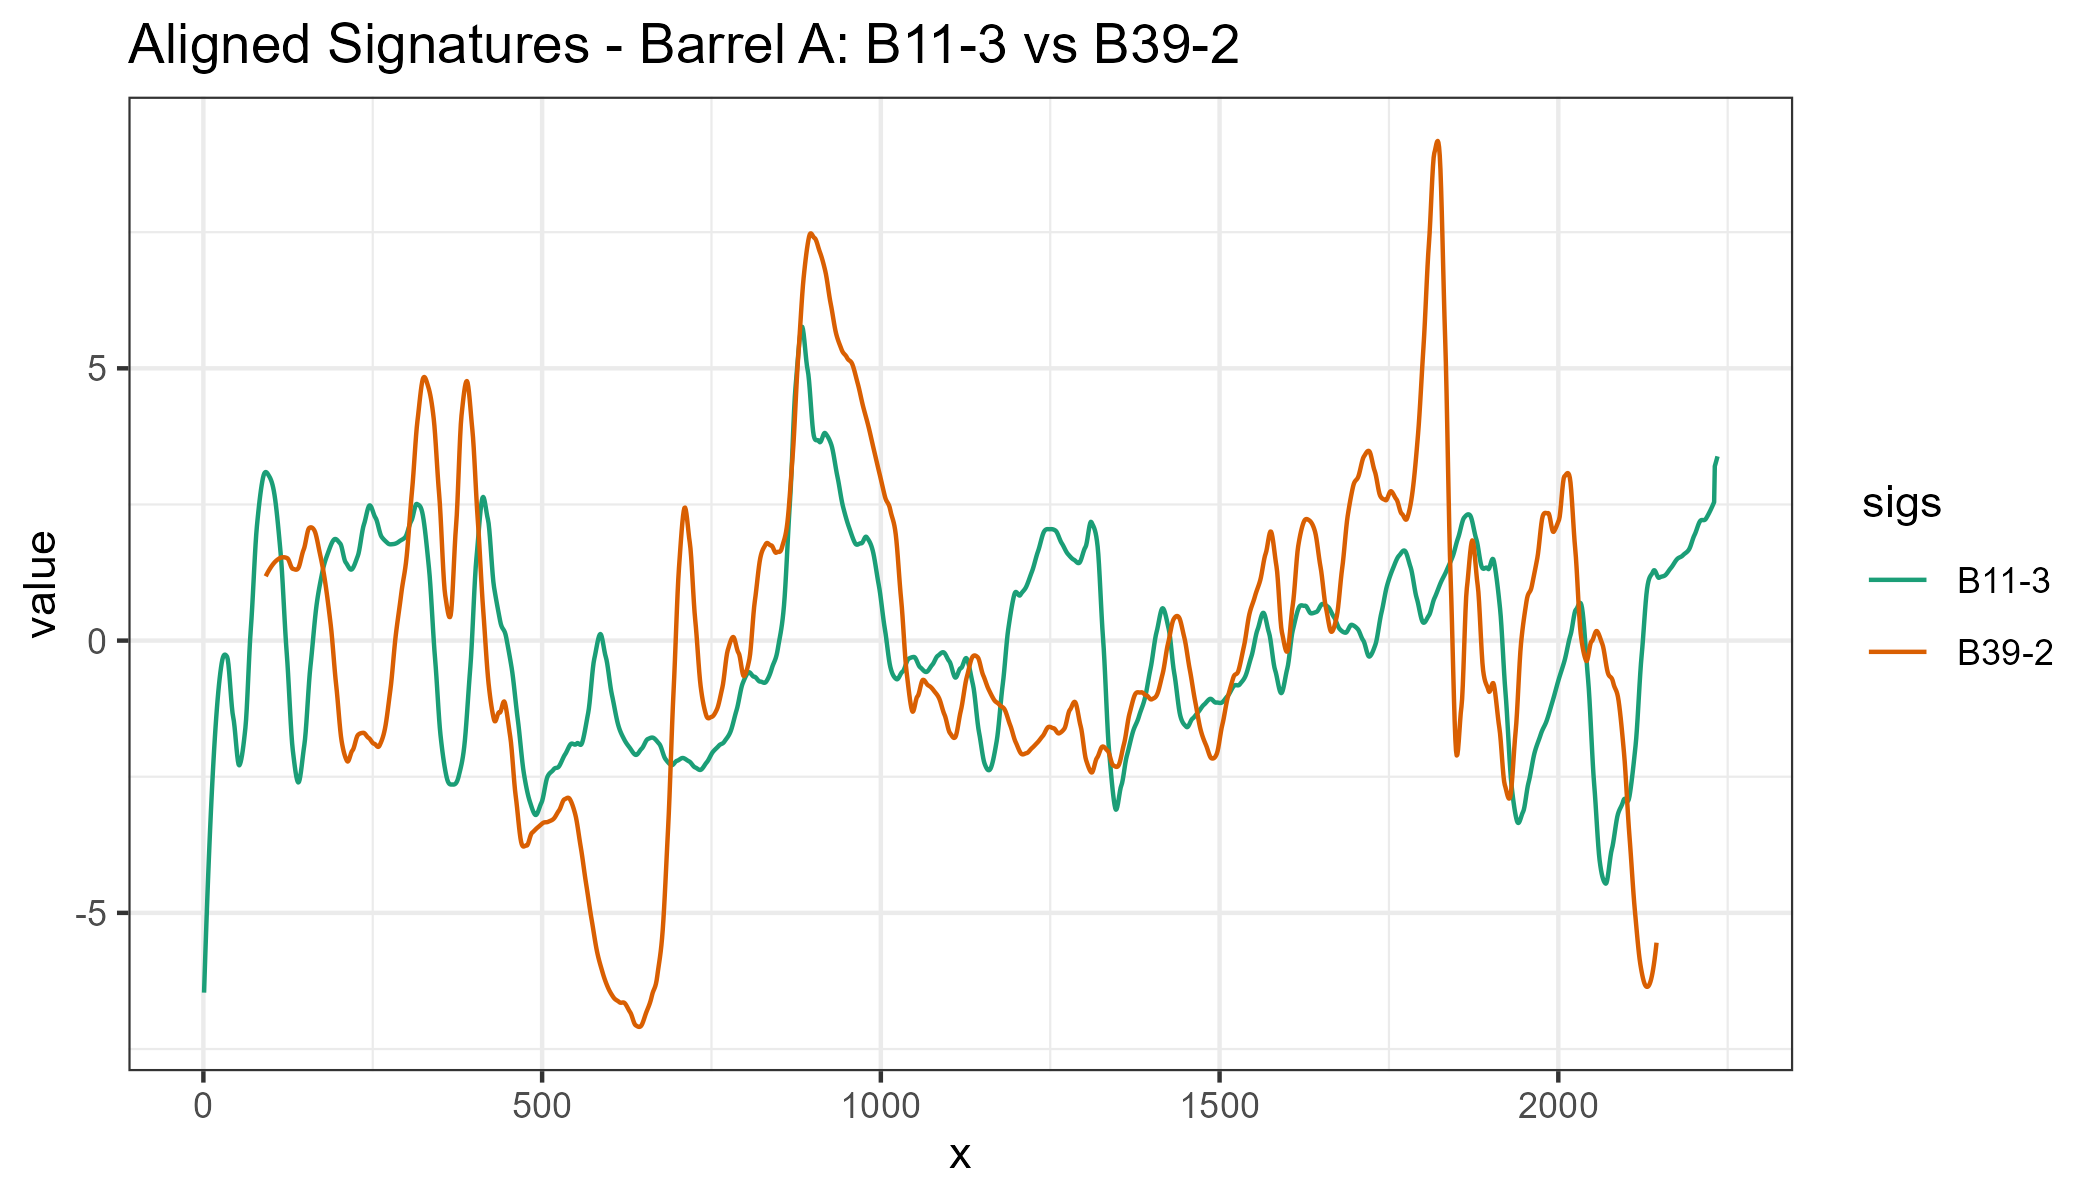 Aligned Signatures - Barrel A: B11-3 vs B39-2
value
5
0
-5
0 500 1000 1500 2000
x
sigs
B11-3
B39-2